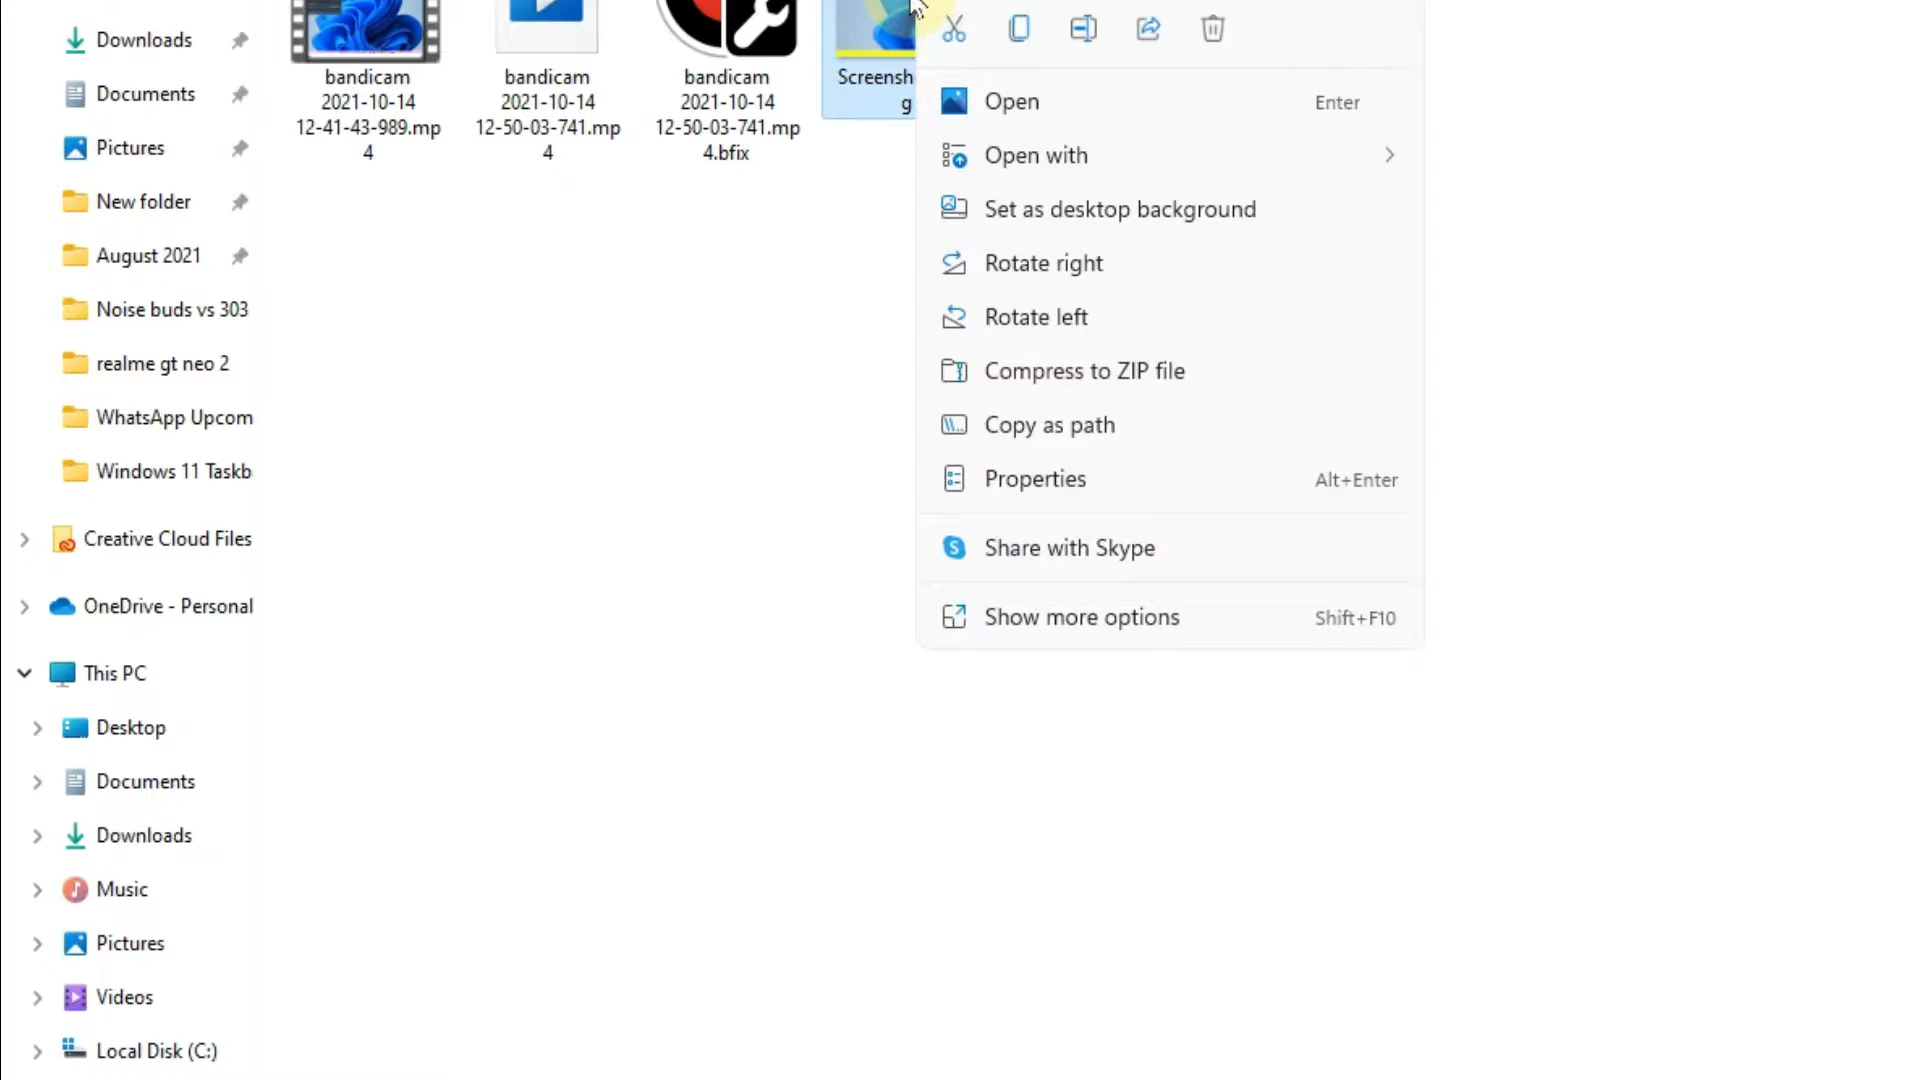 Downloads
Documents
Pictures
New folder
August 2021
Noise buds vs 303
realme gt neo 2
WhatsApp Upcom
Windows 11 Taskb
Creative Cloud Files
OneDrive - Personal
This PC
Desktop
Documents
Downloads
Music
Pictures
Videos
Local Disk (C:)
bandicam
2021-10-14
12-41-43-989.mp
4
bandicam
2021-10-14
12-50-03-741.mp
4
bandicam
2021-10-14
12-50-03-741.mp
4.bfix
Screensh
g
Open Enter
Open with
Set as desktop background
Rotate right
Rotate left
Compress to ZIP file
Copy as path
Properties Alt+Enter
Share with Skype
Show more options Shift+F10